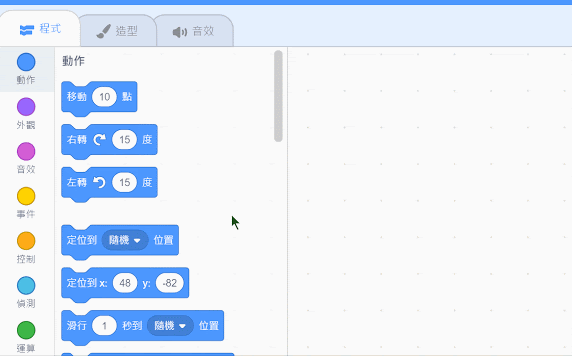 程式 造型 音效
動作
動作
外觀
音效
事件
控制
偵測
運算
移動 10 點
右轉 15 度
左轉 15 度
定位到 隨機 位置
定位到 x: 48 y: -82
滑行 1 秒到 隨機 位置